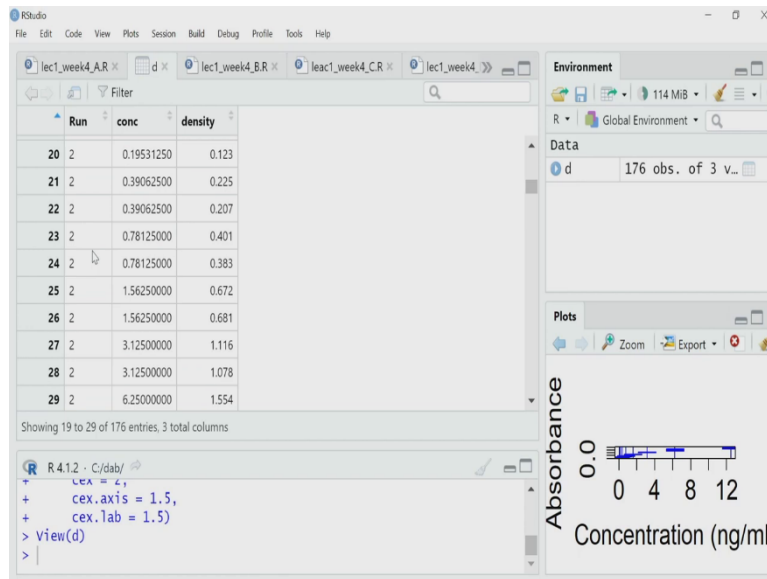 RStudio
File Edit Code View Plots Session Build Debug Profile Tools Help
lec1_week4_A.R
d
lec1_week4_B.R
leac1_week4_C.R
lec1_week4_
Filter
Run conc density
20 2 0.19531250 0.123
21 2 0.39062500 0.225
22 2 0.39062500 0.207
23 2 0.78125000 0.401
24 2 0.78125000 0.383
25 2 1.56250000 0.672
26 2 1.56250000 0.681
27 2 3.12500000 1.116
28 2 3.12500000 1.078
29 2 6.25000000 1.554
Showing 19 to 29 of 176 entries, 3 total columns
R 4.1.2 · C:/dab/
+ cex = 2,
+ cex.axis = 1.5,
+ cex.lab = 1.5)
> View(d)
>
Environment
114 MiB
R Global Environment
Data
d 176 obs. of 3 v…
Plots
Zoom Export
Absorbance
0.0
0 4 8 12
Concentration (ng/ml